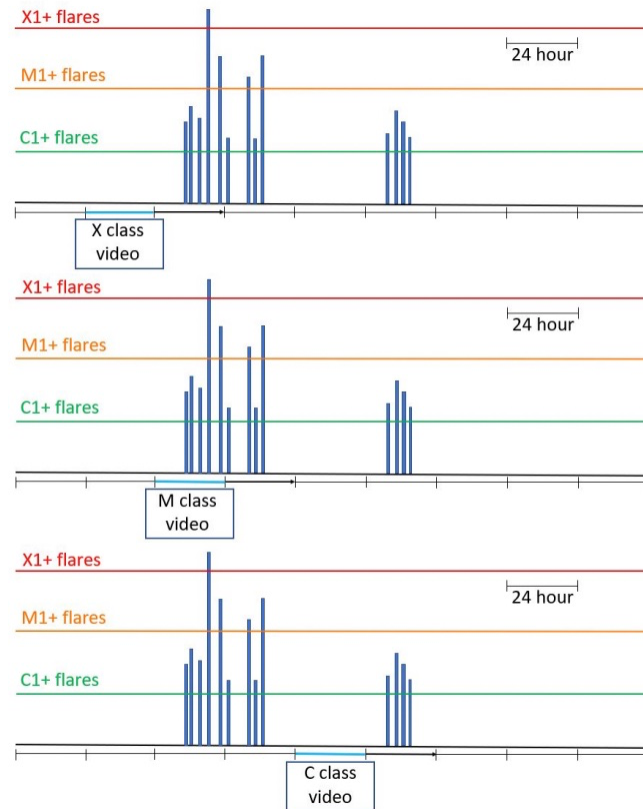 X1+ flares
24 hour
M1+ flares
C1+ flares
X class
video
X1+ flares
24 hour
M1+ flares
C1+ flares
M class
video
X1+ flares
24 hour
M1+ flares
C1+ flares
C class
video